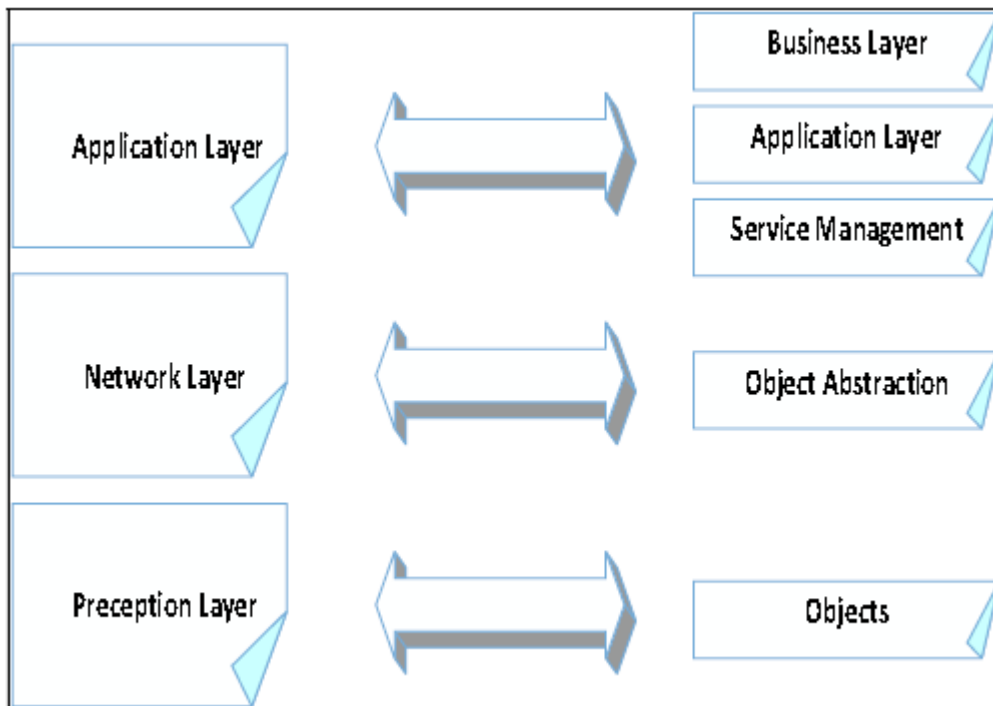 Business Layer
Application Layer
Application Layer
Service Management
Network Layer
Object Abstraction
Preception Layer
Objects